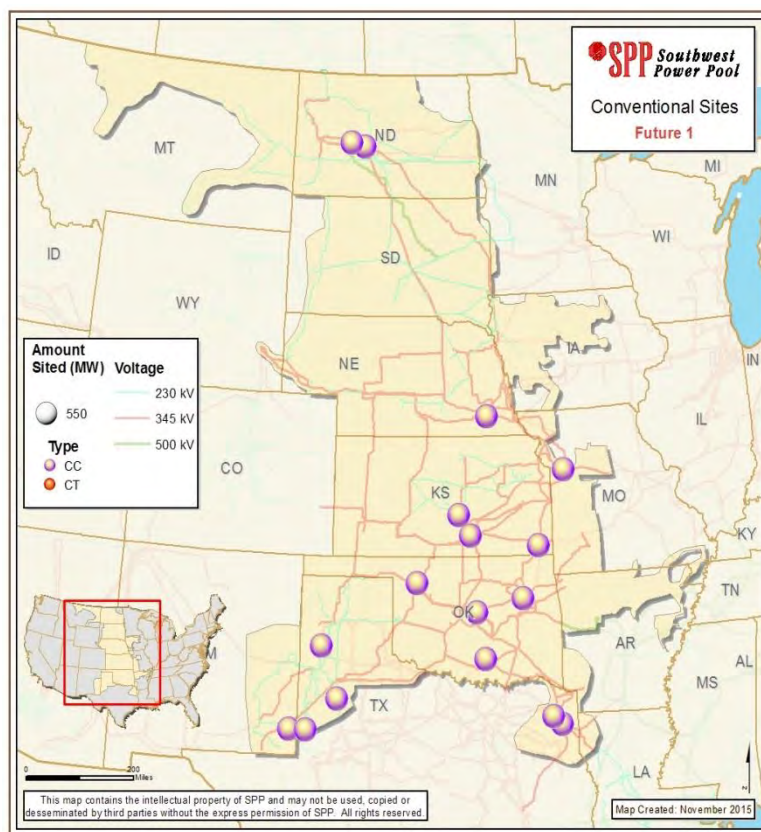 SPP Southwest
Power Pool
Conventional Sites
Future 1
ND
MT
MN
MI
WI
ID
SD
WY
IA
NE
IN
IL
CO
KS
MO
KY
OK
TN
AR
M
MS
AL
TX
LA
Amount
Sited (MW)
550
Type
CC
CT
Voltage
230 kV
345 kV
500 kV
0 200
Miles
This map contains the intellectual property of SPP and may not be used, copied or
desseminated by third parties without the express permission of SPP. All rights reserved.
Map Created: November 2015
z